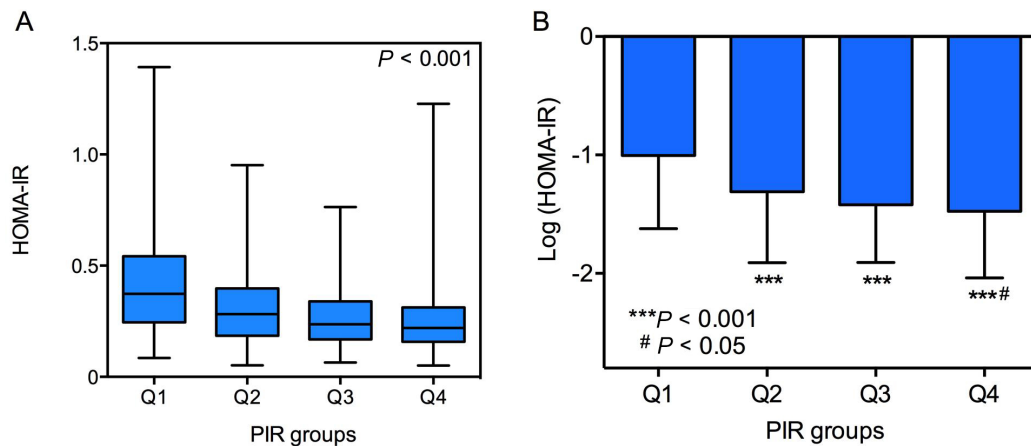 A
P < 0.001
HOMA-IR
1.5
1.0
0.5
0
Q1 Q2 Q3 Q4
PIR groups
B
Log (HOMA-IR)
0
-1
-2
*** *** ***#
***P < 0.001
# P < 0.05
Q1 Q2 Q3 Q4
PIR groups